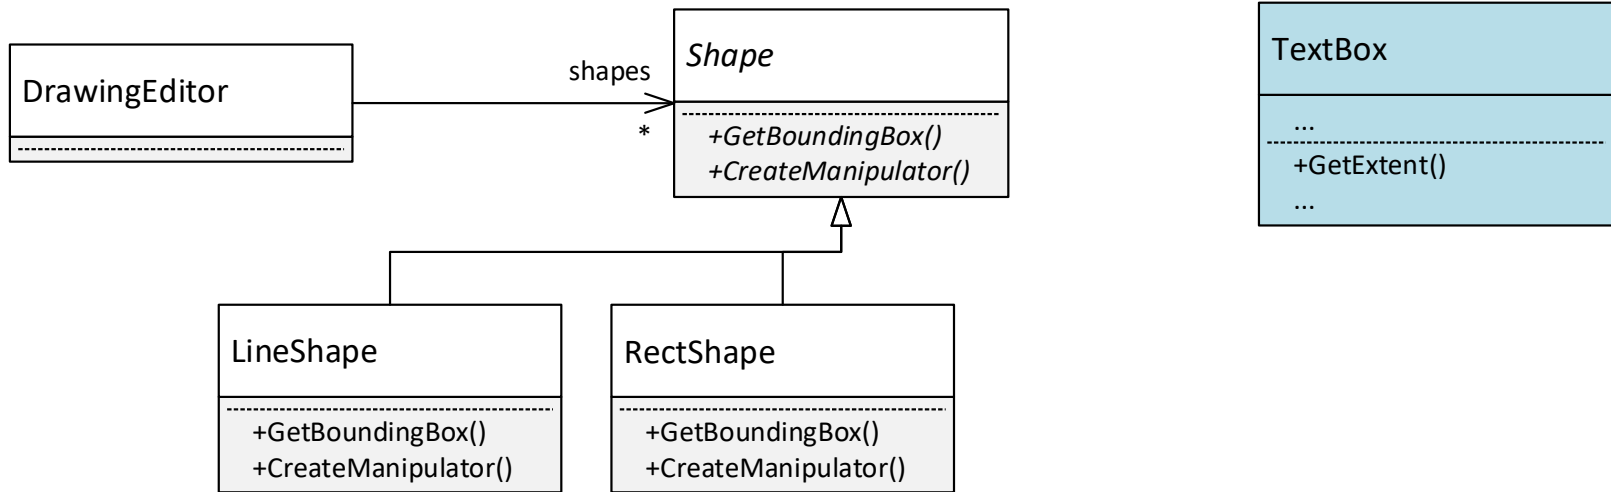 DrawingEditor
shapes
*
Shape
+GetBoundingBox()
+CreateManipulator()
TextBox
...
+GetExtent()
...
LineShape
+GetBoundingBox()
+CreateManipulator()
RectShape
+GetBoundingBox()
+CreateManipulator()